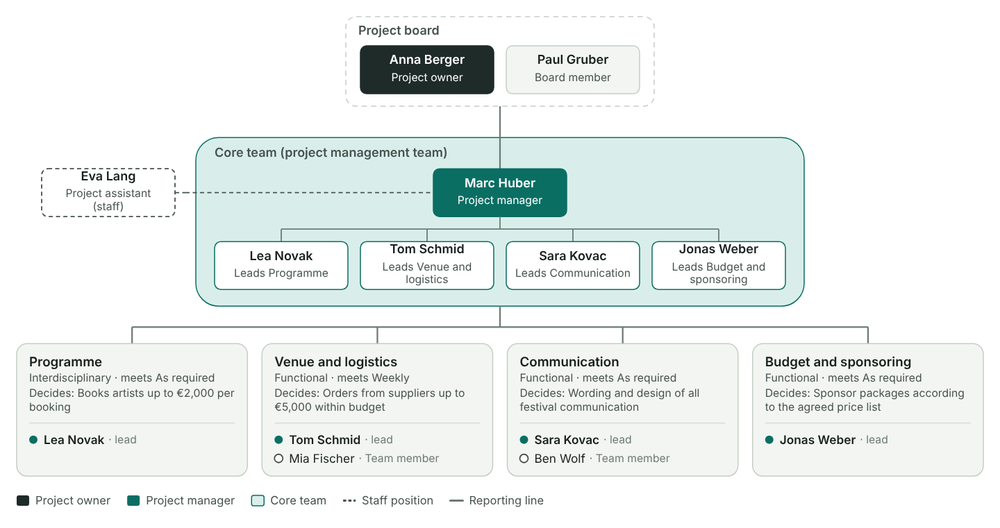 Project board
Anna Berger
Project owner
Paul Gruber
Board member
Core team (project management team)
Eva Lang
Project assistant
(staff)
Marc Huber
Project manager
Lea Novak
Leads Programme
Tom Schmid
Leads Venue and
logistics
Sara Kovac
Leads Communication
Jonas Weber
Leads Budget and
sponsoring
Programme
Interdisciplinary · meets As required
Decides: Books artists up to €2,000 per
booking
Lea Novak · lead
Venue and logistics
Functional · meets Weekly
Decides: Orders from suppliers up to
€5,000 within budget
Tom Schmid · lead
Mia Fischer · Team member
Communication
Functional · meets As required
Decides: Wording and design of all
festival communication
Sara Kovac · lead
Ben Wolf · Team member
Budget and sponsoring
Functional · meets As required
Decides: Sponsor packages according
to the agreed price list
Jonas Weber · lead
Project owner
Project manager
Core team
Staff position
Reporting line